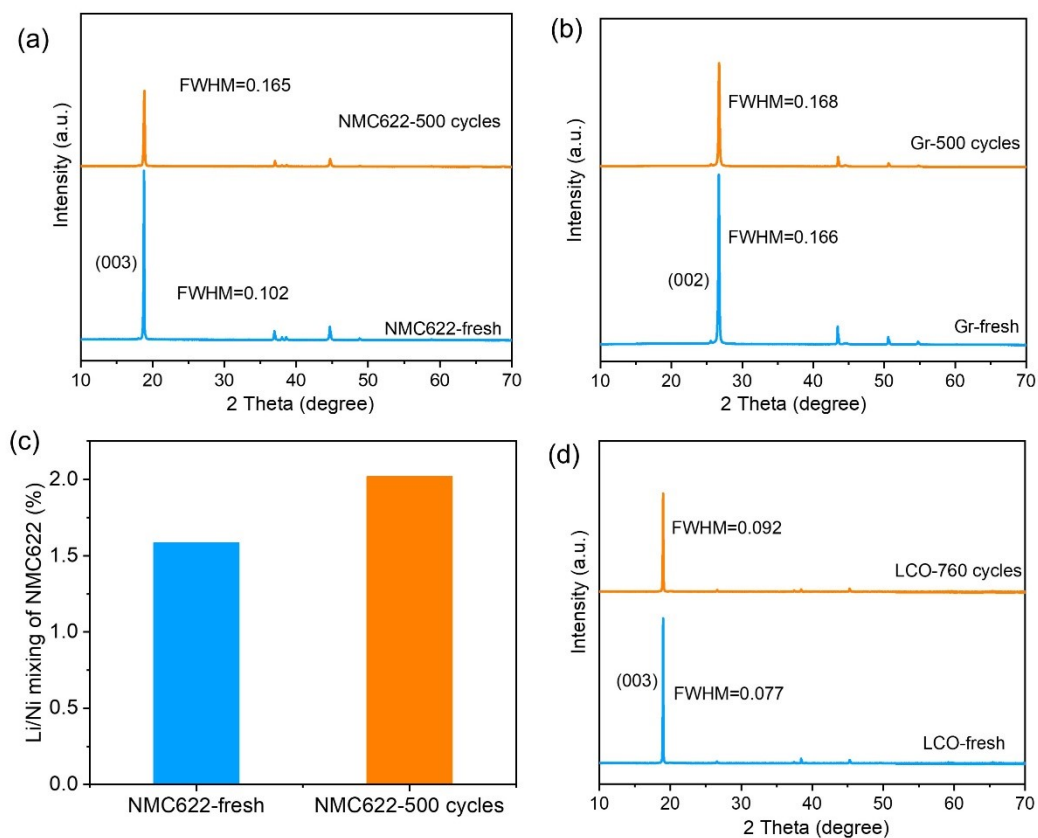 (a)
FWHM=0.165
NMC622-500 cycles
(003)
FWHM=0.102
NMC622-fresh
Intensity (a.u.)
10 20 30 40 50 60 70
2 Theta (degree)
(b)
FWHM=0.168
Gr-500 cycles
FWHM=0.166
(002)
Gr-fresh
Intensity (a.u.)
10 20 30 40 50 60 70
2 Theta (degree)
(c)
Li/Ni mixing of NMC622 (%)
2.0
1.5
1.0
0.5
0.0
NMC622-fresh NMC622-500 cycles
(d)
FWHM=0.092
LCO-760 cycles
(003)
FWHM=0.077
LCO-fresh
Intensity (a.u.)
10 20 30 40 50 60 70
2 Theta (degree)